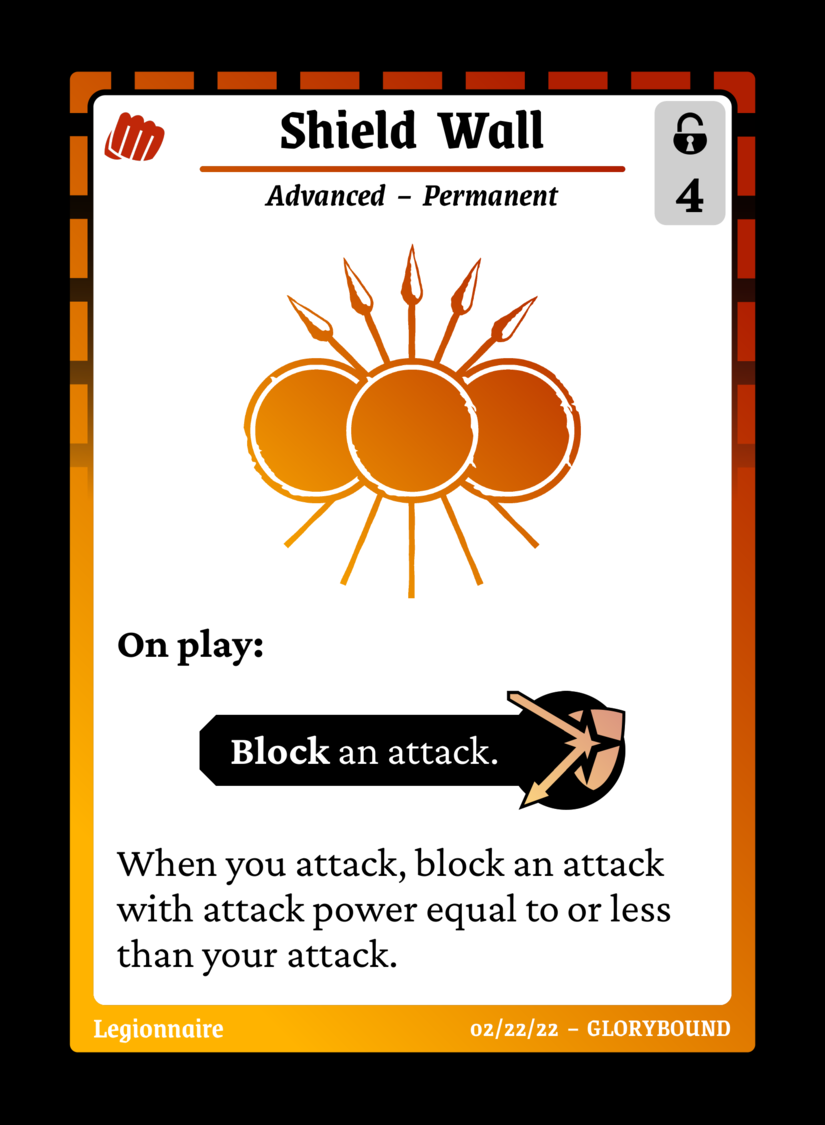 Shield Wall
Advanced – Permanent
4
On play:
Block an attack.
When you attack, block an attack
with attack power equal to or less
than your attack.
Legionnaire
02/22/22 – GLORYBOUND